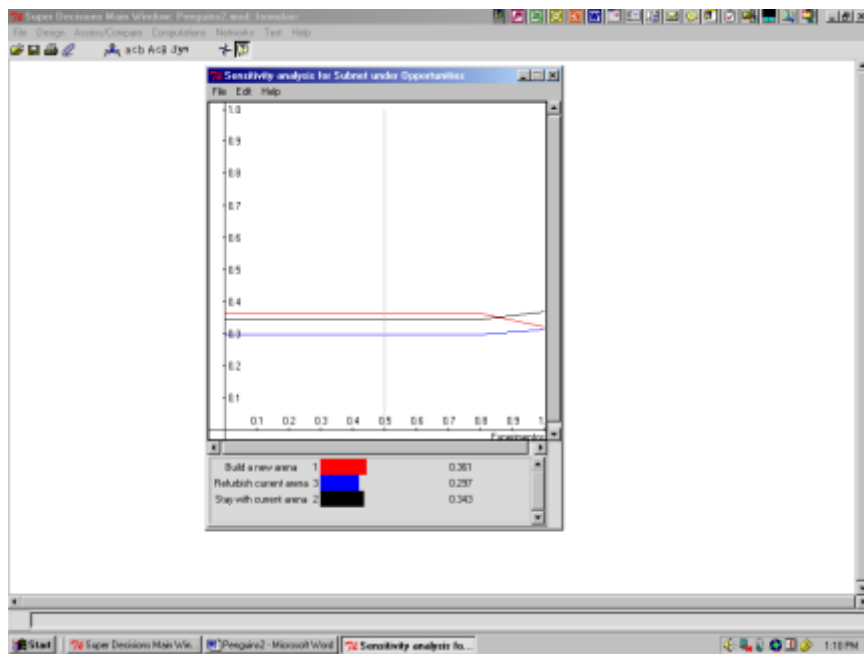 Super Decisions Main Window: Penguins2.mod: formulaic
File Design Assess/Compare Computations Networks Test Help
Sensitivity analysis for Subnet under Opportunities
File Edit Help
1.0
0.9
0.8
0.7
0.6
0.5
0.4
0.3
0.2
0.1
0.1 0.2 0.3 0.4 0.5 0.6 0.7 0.8 0.9 1.
Build a new arena 1 0.361
Refurbish current arena 3 0.297
Stay with current arena 2 0.343
Start Super Decisions Main Win... Penguins2 - Microsoft Word Sensitivity analysis fo... 1:10 PM